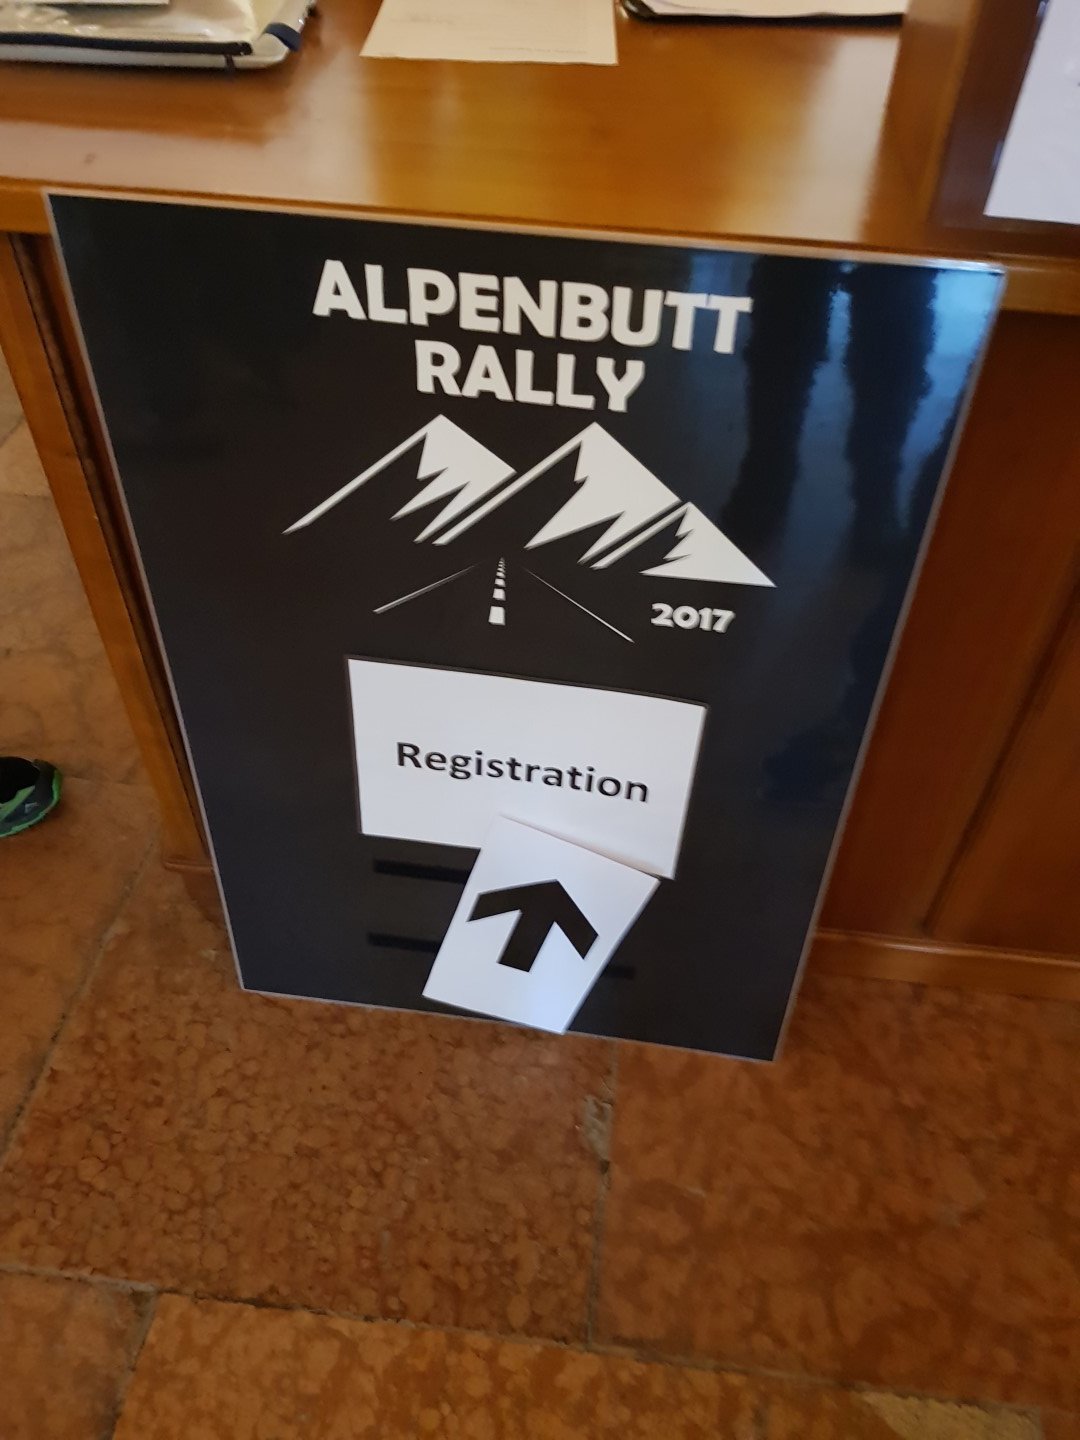 ALPENBUTT
RALLY
2017
Registration